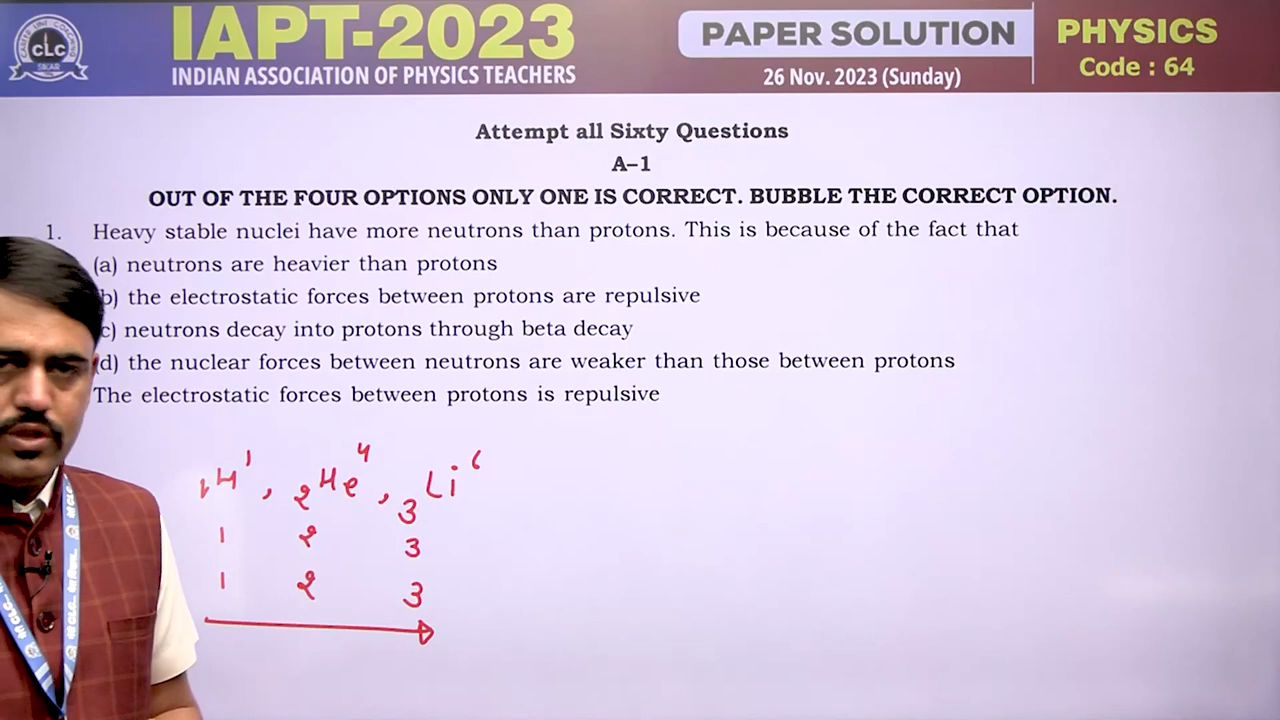 CLC
SIKAR
IAPT-2023
INDIAN ASSOCIATION OF PHYSICS TEACHERS
PAPER SOLUTION
26 Nov. 2023 (Sunday)
PHYSICS
Code : 64
Attempt all Sixty Questions
A–1
OUT OF THE FOUR OPTIONS ONLY ONE IS CORRECT. BUBBLE THE CORRECT OPTION.
1. Heavy stable nuclei have more neutrons than protons. This is because of the fact that
(a) neutrons are heavier than protons
b) the electrostatic forces between protons are repulsive
c) neutrons decay into protons through beta decay
(d) the nuclear forces between neutrons are weaker than those between protons
The electrostatic forces between protons is repulsive
₁H¹, ₂He⁴, ₃Li⁶
1 2 3
1 2 3